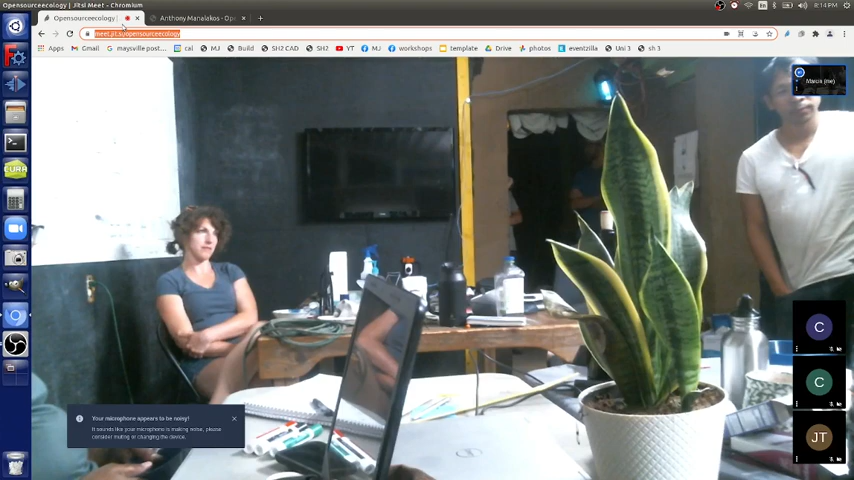 Opensourceecology | Jitsi Meet - Chromium
En
8:14 PM
Opensourceecology |
Anthony Manalakos - Ope
meet.jit.si/opensourceecology
Apps
Gmail
maysville post...
cal
MJ
Build
SH2 CAD
SH2
YT
workshops
template
Drive
photos
eventzilla
Uni 3
sh 3
Marcin (me)
CURA
C
C
JT
Your microphone appears to be noisy!
It sounds like your microphone is making noise, please
consider muting or changing the device.